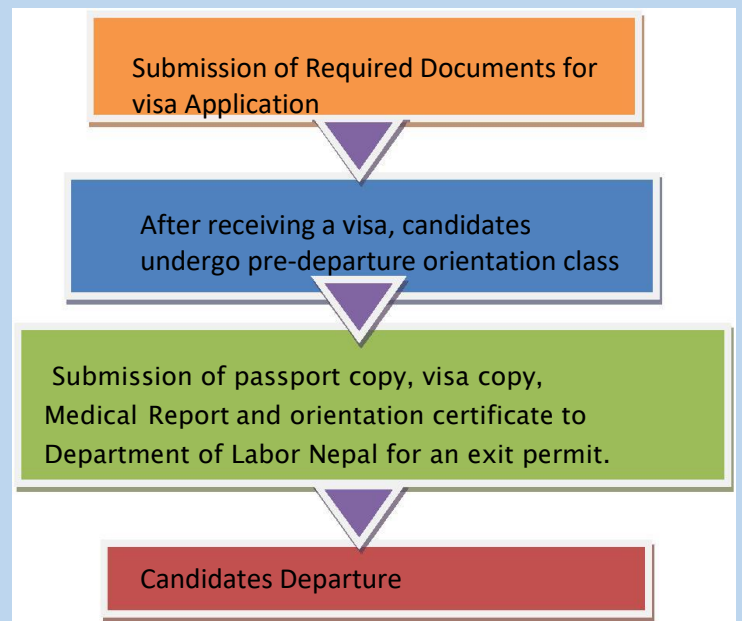 Submission of Required Documents for
visa Application
After receiving a visa, candidates
undergo pre-departure orientation class
Submission of passport copy, visa copy,
Medical Report and orientation certificate to
Department of Labor Nepal for an exit permit.
Candidates Departure